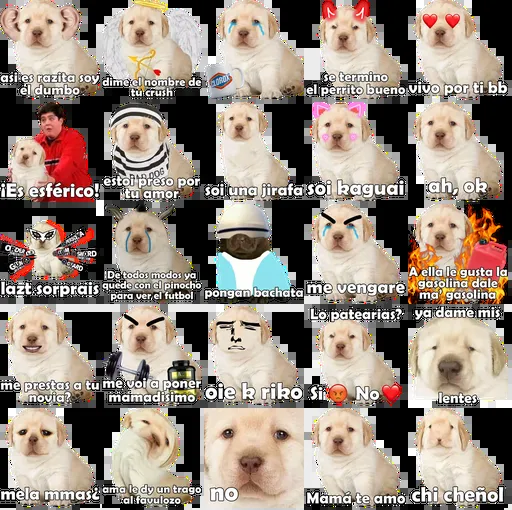 asi es razita soy
el dumbo
dime el nombre de
tu crush
CLOROX
se termino
el perrito bueno
vivo por ti bb
¡Es esférico!
estoi preso por
tu amor
soi una jirafa
soi kaguai
ah, ok
lazt sorprais
De todos modos ya
quede con el pinocho
para ver el futbol
pongan bachata
me vengare
A ella le gusta la
gasolina dale
ma' gasolina
me prestas a tu
novia?
me voi a poner
mamadisimo
oie k riko
Lo patearias?
Si😡 No❤️
ya dame mis
lentes
mela mmas¿
ama le dy un trago
al favulozo
no
Mamá te amo
chi cheñol